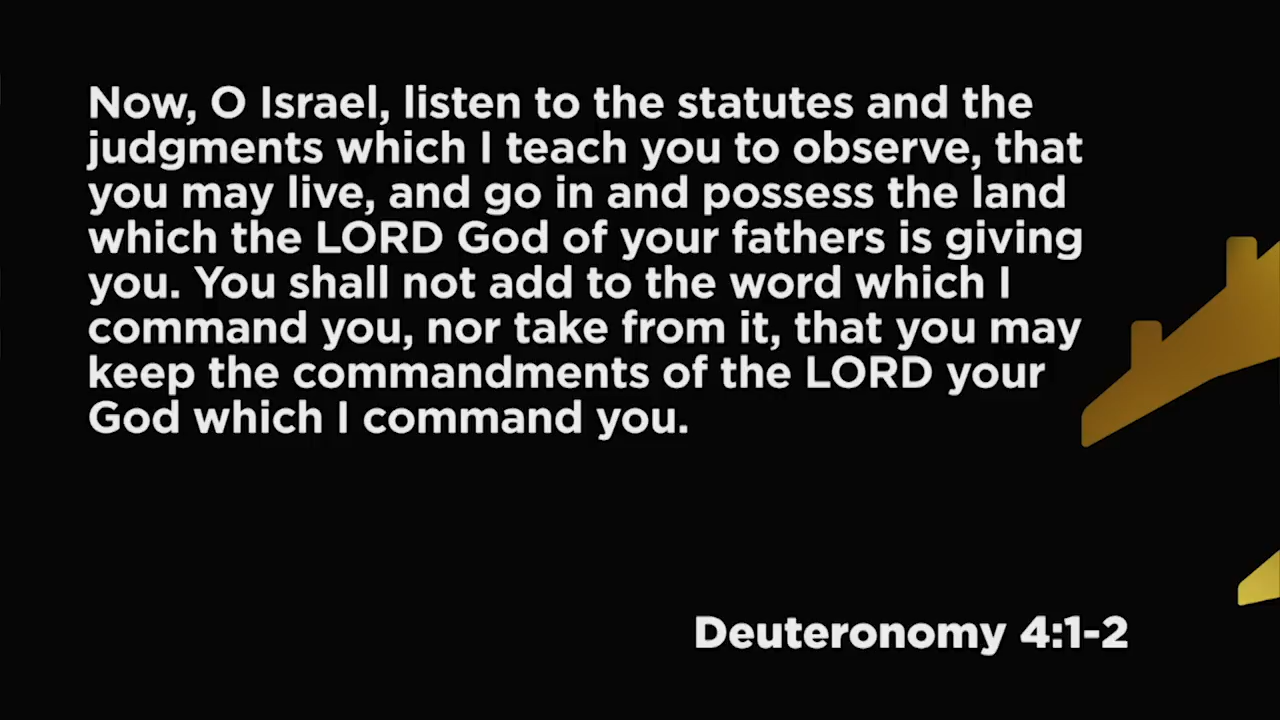 Now, O Israel, listen to the statutes and the
judgments which I teach you to observe, that
you may live, and go in and possess the land
which the LORD God of your fathers is giving
you. You shall not add to the word which I
command you, nor take from it, that you may
keep the commandments of the LORD your
God which I command you.
Deuteronomy 4:1-2